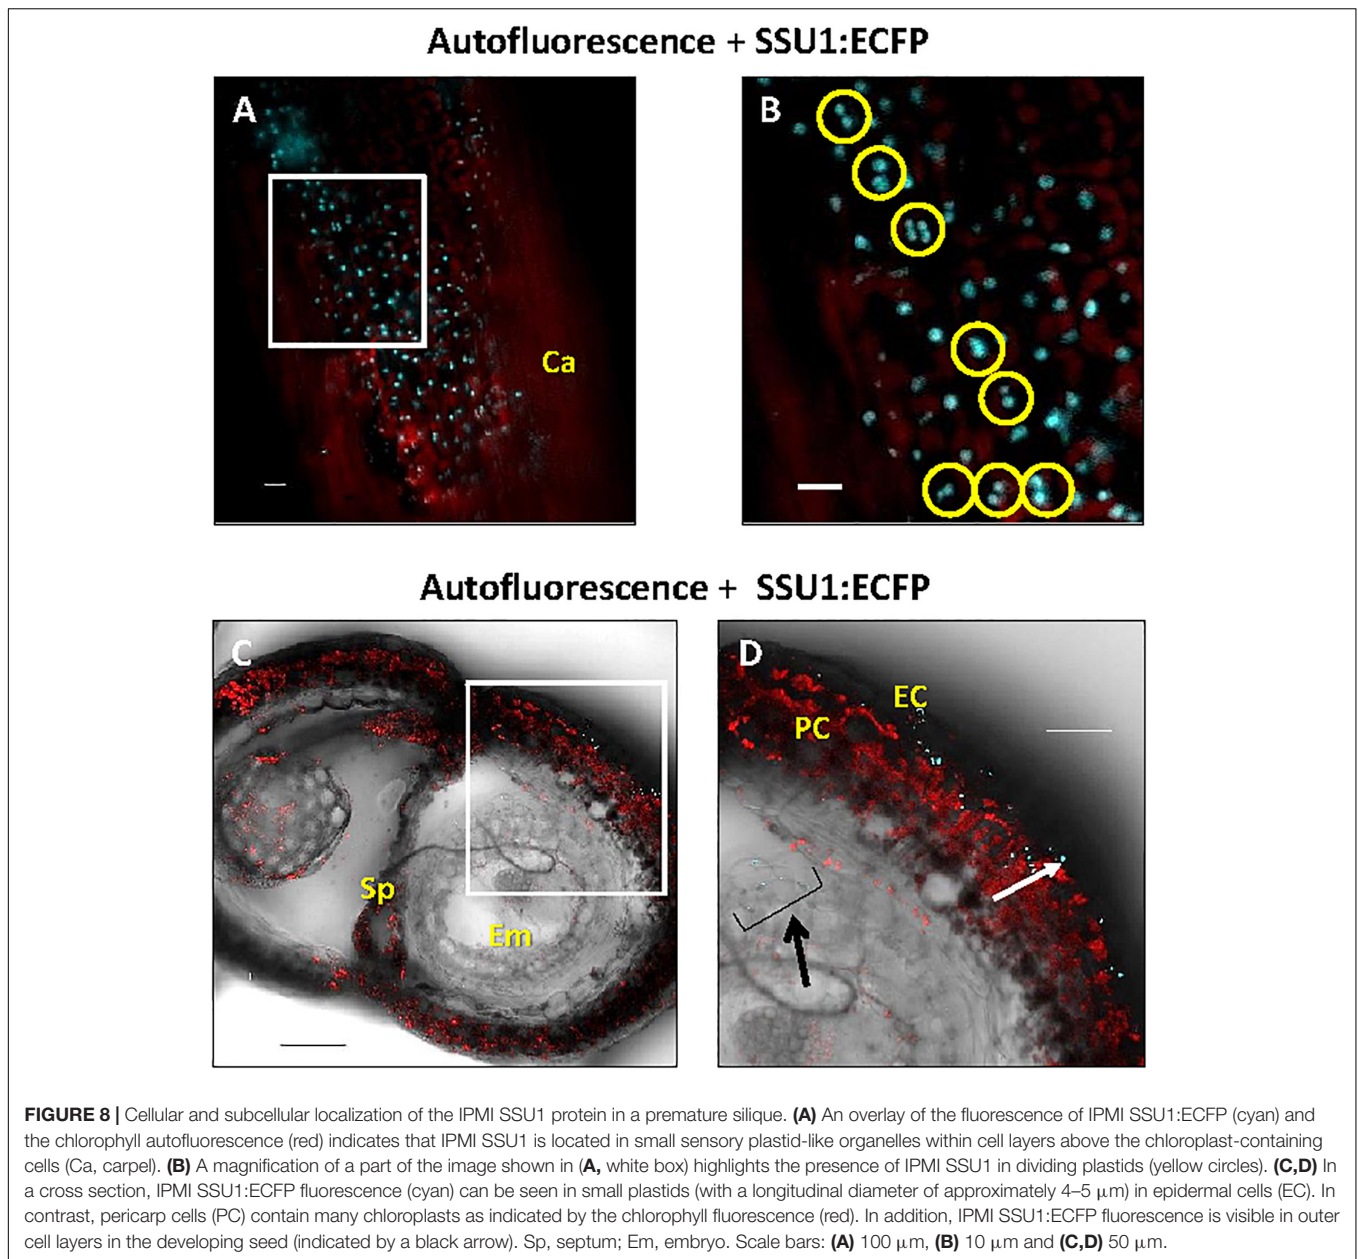 Autofluorescence + SSU1:ECFP
A
B
Ca
Autofluorescence + SSU1:ECFP
C
D
EC
PC
Sp
Em
FIGURE 8 | Cellular and subcellular localization of the IPMI SSU1 protein in a premature silique. (A) An overlay of the fluorescence of IPMI SSU1:ECFP (cyan) and
the chlorophyll autofluorescence (red) indicates that IPMI SSU1 is located in small sensory plastid-like organelles within cell layers above the chloroplast-containing
cells (Ca, carpel). (B) A magnification of a part of the image shown in (A, white box) highlights the presence of IPMI SSU1 in dividing plastids (yellow circles). (C,D) In
a cross section, IPMI SSU1:ECFP fluorescence (cyan) can be seen in small plastids (with a longitudinal diameter of approximately 4–5 μm) in epidermal cells (EC). In
contrast, pericarp cells (PC) contain many chloroplasts as indicated by the chlorophyll fluorescence (red). In addition, IPMI SSU1:ECFP fluorescence is visible in outer
cell layers in the developing seed (indicated by a black arrow). Sp, septum; Em, embryo. Scale bars: (A) 100 μm, (B) 10 μm and (C,D) 50 μm.